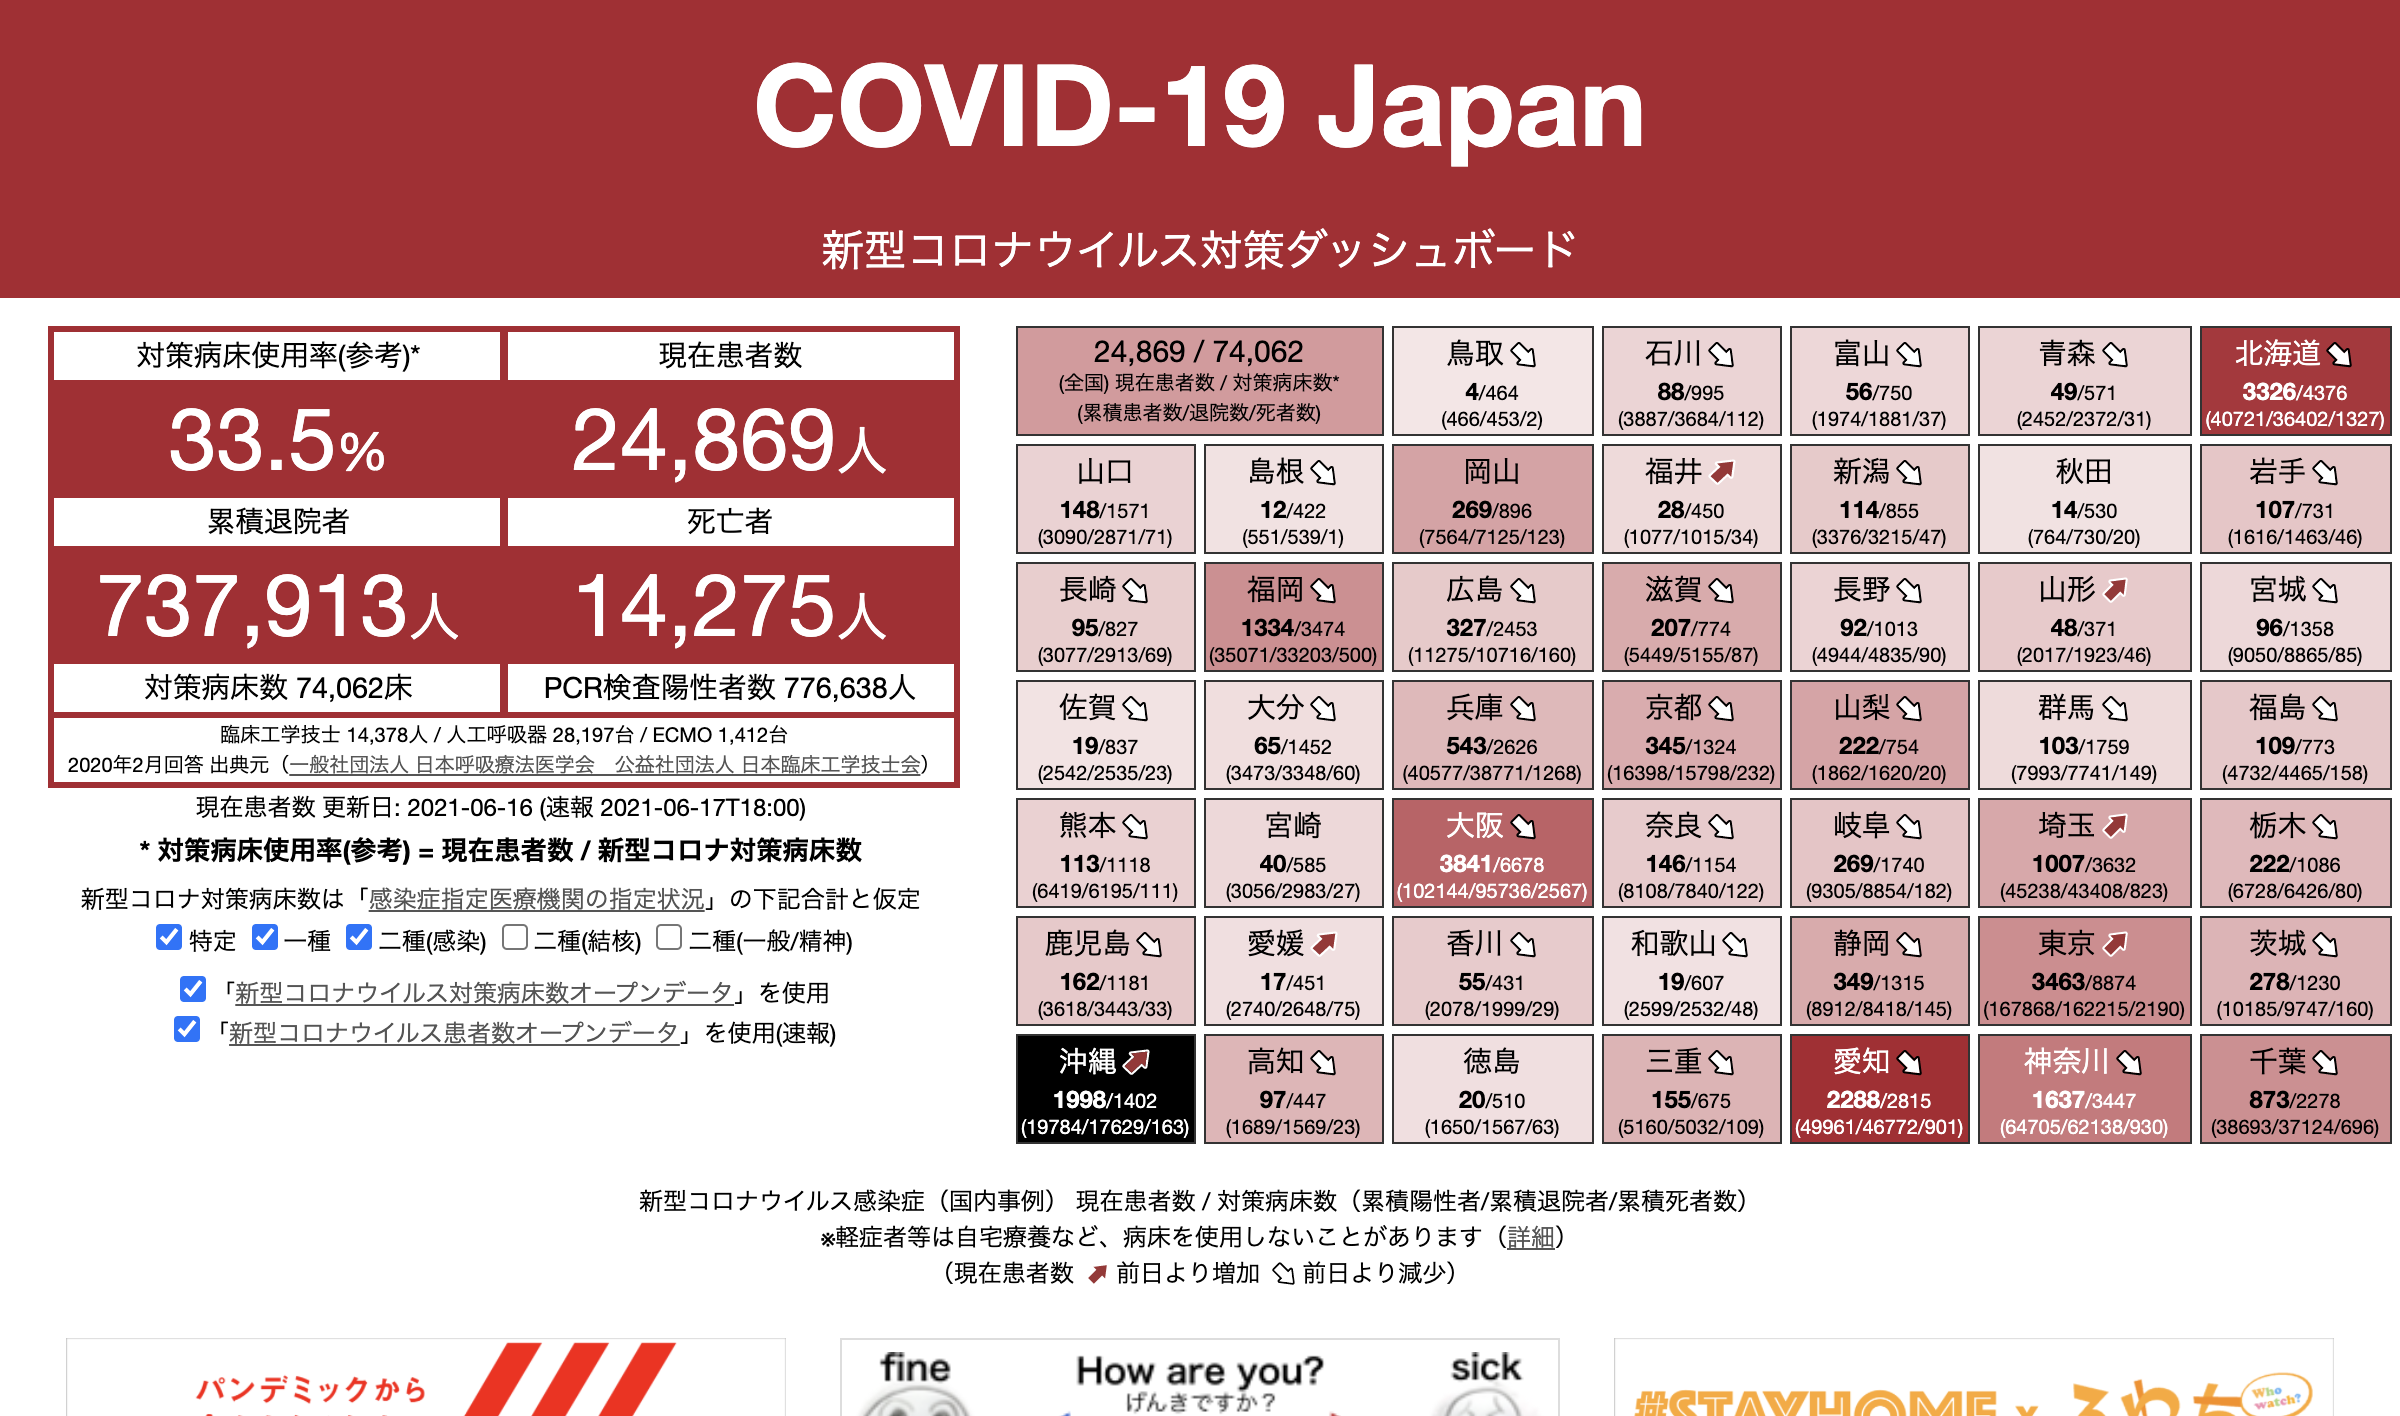 COVID-19 Japan
新型コロナウイルス対策ダッシュボード
対策病床使用率(参考)*
現在患者数
33.5%
24,869人
累積退院者
死亡者
737,913人
14,275人
対策病床数 74,062床
PCR検査陽性者数 776,638人
臨床工学技士 14,378人 / 人工呼吸器 28,197台 / ECMO 1,412台
2020年2月回答 出典元（一般社団法人 日本呼吸療法医学会　公益社団法人 日本臨床工学技士会）
現在患者数 更新日: 2021-06-16 (速報 2021-06-17T18:00)
* 対策病床使用率(参考) = 現在患者数 / 新型コロナ対策病床数
新型コロナ対策病床数は「感染症指定医療機関の指定状況」の下記合計と仮定
特定 一種 二種(感染) 二種(結核) 二種(一般/精神)
「新型コロナウイルス対策病床数オープンデータ」を使用
「新型コロナウイルス患者数オープンデータ」を使用(速報)
24,869 / 74,062
(全国) 現在患者数 / 対策病床数*
(累積患者数/退院数/死者数)
鳥取
4/464
(466/453/2)
石川
88/995
(3887/3684/112)
富山
56/750
(1974/1881/37)
青森
49/571
(2452/2372/31)
北海道
3326/4376
(40721/36402/1327)
山口
148/1571
(3090/2871/71)
島根
12/422
(551/539/1)
岡山
269/896
(7564/7125/123)
福井
28/450
(1077/1015/34)
新潟
114/855
(3376/3215/47)
秋田
14/530
(764/730/20)
岩手
107/731
(1616/1463/46)
長崎
95/827
(3077/2913/69)
福岡
1334/3474
(35071/33203/500)
広島
327/2453
(11275/10716/160)
滋賀
207/774
(5449/5155/87)
長野
92/1013
(4944/4835/90)
山形
48/371
(2017/1923/46)
宮城
96/1358
(9050/8865/85)
佐賀
19/837
(2542/2535/23)
大分
65/1452
(3473/3348/60)
兵庫
543/2626
(40577/38771/1268)
京都
345/1324
(16398/15798/232)
山梨
222/754
(1862/1620/20)
群馬
103/1759
(7993/7741/149)
福島
109/773
(4732/4465/158)
熊本
113/1118
(6419/6195/111)
宮崎
40/585
(3056/2983/27)
大阪
3841/6678
(102144/95736/2567)
奈良
146/1154
(8108/7840/122)
岐阜
269/1740
(9305/8854/182)
埼玉
1007/3632
(45238/43408/823)
栃木
222/1086
(6728/6426/80)
鹿児島
162/1181
(3618/3443/33)
愛媛
17/451
(2740/2648/75)
香川
55/431
(2078/1999/29)
和歌山
19/607
(2599/2532/48)
静岡
349/1315
(8912/8418/145)
東京
3463/8874
(167868/162215/2190)
茨城
278/1230
(10185/9747/160)
沖縄
1998/1402
(19784/17629/163)
高知
97/447
(1689/1569/23)
徳島
20/510
(1650/1567/63)
三重
155/675
(5160/5032/109)
愛知
2288/2815
(49961/46772/901)
神奈川
1637/3447
(64705/62138/930)
千葉
873/2278
(38693/37124/696)
新型コロナウイルス感染症（国内事例） 現在患者数 / 対策病床数（累積陽性者/累積退院者/累積死者数）
※軽症者等は自宅療養など、病床を使用しないことがあります（詳細）
（現在患者数 前日より増加 前日より減少）
パンデミックから
fine
How are you?
sick
げんきですか？
#STAYHOME x ふわっち
Who watch?